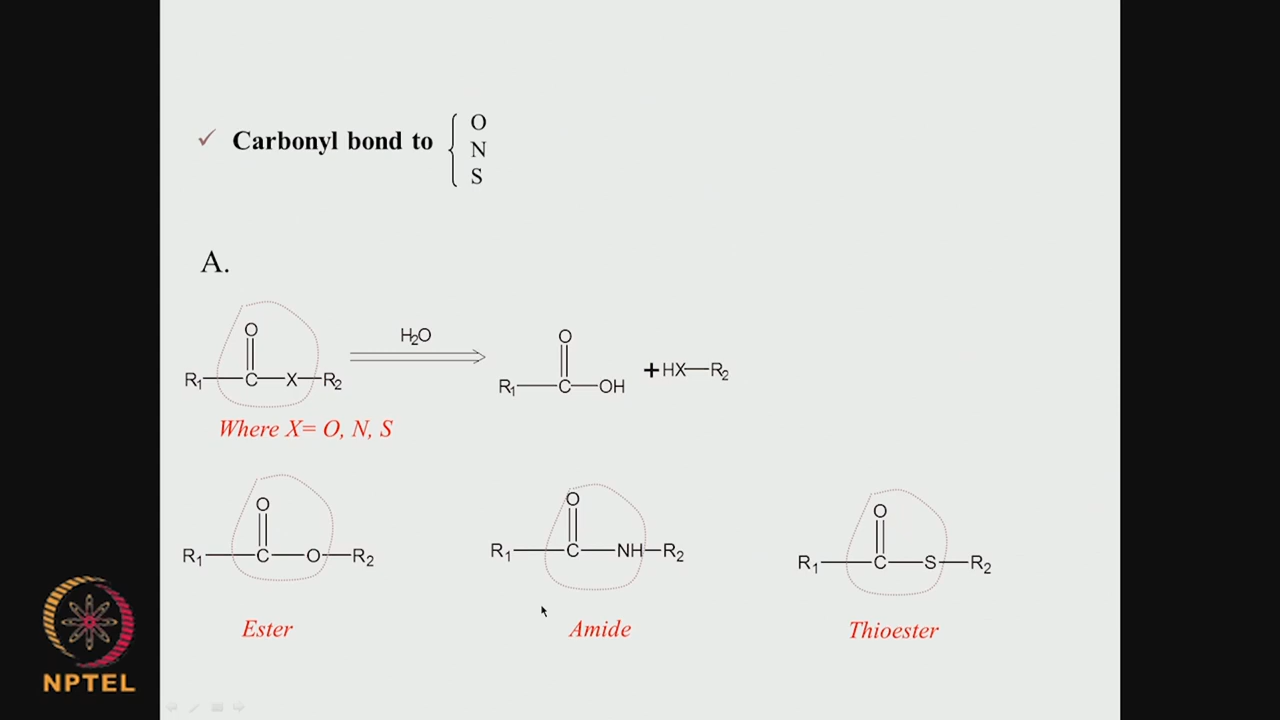 ✓ Carbonyl bond to { O
N
S
A.
O
H₂O
O
R₁—C—X—R₂
R₁—C—OH
+HX—R₂
Where X= O, N, S
O
O
O
R₁—C—O—R₂
R₁—C—NH—R₂
R₁—C—S—R₂
Ester
Amide
Thioester
NPTEL